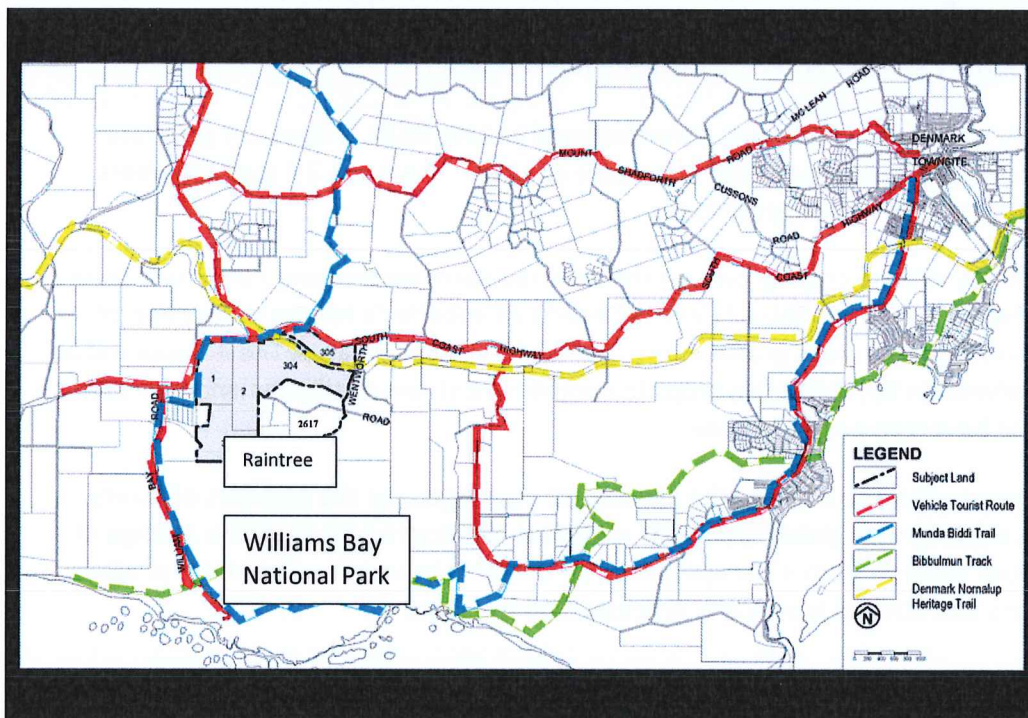 MC LEAN ROAD
DENMARK
TOWNSITE
MOUNT SHADFORTH ROAD
CUSSONS
ROAD
SOUTH COAST HIGHWAY
SOUTH COAST HIGHWAY
305
304
1
2
2617
WENTWORTH
ROAD
ROAD
BAY
Raintree
Williams Bay
National Park
LEGEND
Subject Land
Vehicle Tourist Route
Munda Biddi Trail
Bibbulmun Track
Denmark Nornalup
Heritage Trail
N